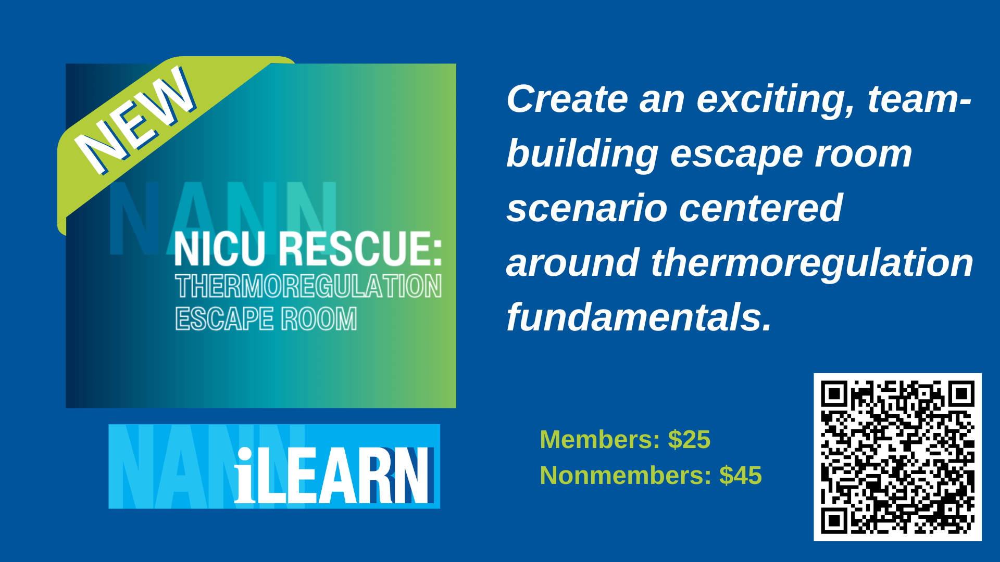 NEW
NANN
NICU RESCUE:
THERMOREGULATION
ESCAPE ROOM
NANN
iLEARN
Create an exciting, team-
building escape room
scenario centered
around thermoregulation
fundamentals.
Members: $25
Nonmembers: $45